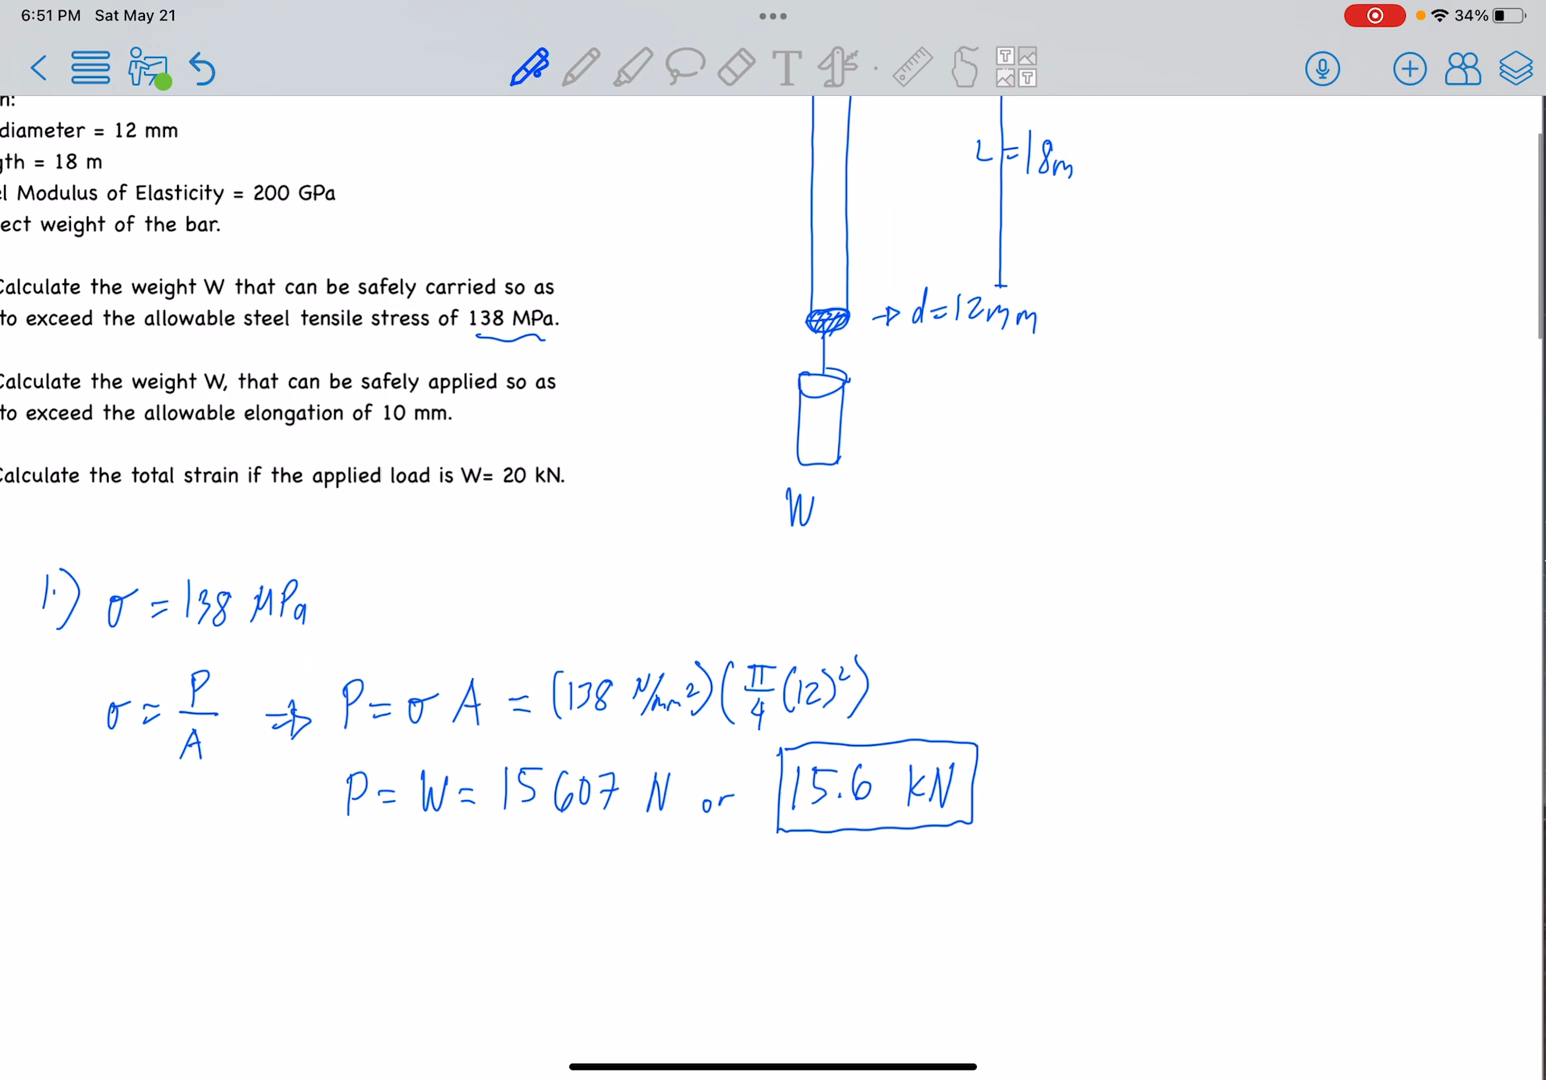 6:51 PM Sat May 21
34%
n:
diameter = 12 mm
gth = 18 m
el Modulus of Elasticity = 200 GPa
ect weight of the bar.
Calculate the weight W that can be safely carried so as
to exceed the allowable steel tensile stress of 138 MPa.
Calculate the weight W, that can be safely applied so as
to exceed the allowable elongation of 10 mm.
Calculate the total strain if the applied load is W= 20 kN.
L=18m
→ d=12mm
W
1.) σ = 138 MPa
σ = P/A ⇒ P = σ A = (138 N/mm²)(π/4 (12)²)
P = W = 15607 N or 15.6 kN